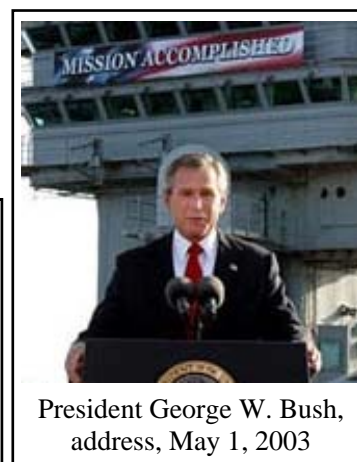 MISSION ACCOMPLISHED
President George W. Bush,
address, May 1, 2003